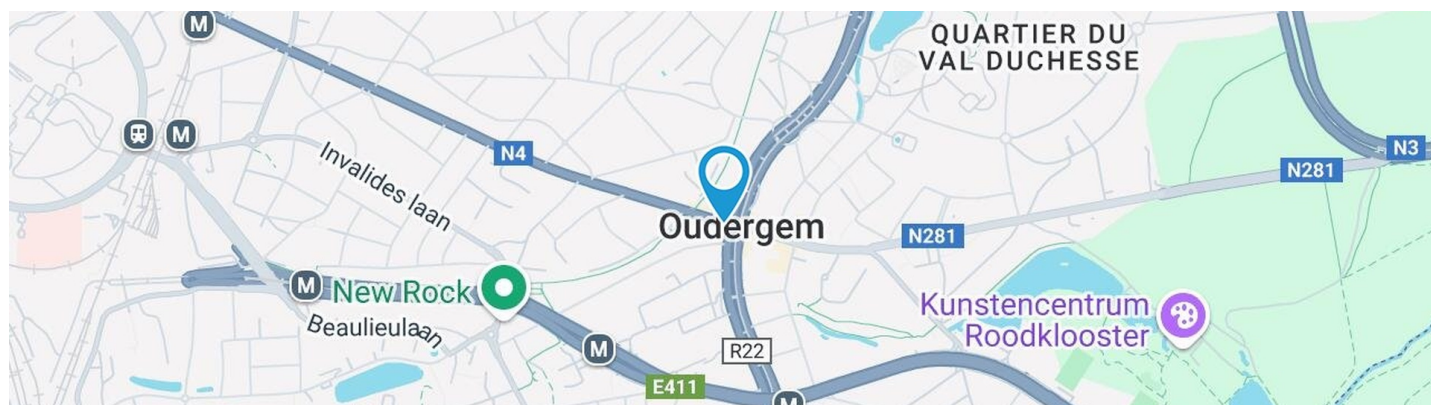 M
QUARTIER DU
VAL DUCHESSE
M
Invalides laan
N4
N3
N281
Oudergem
N281
M
New Rock
Beaulieulaan
Kunstencentrum
Roodklooster
M
R22
E411
M